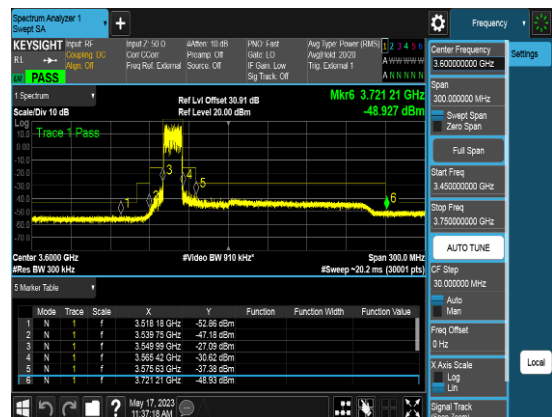 Spectrum Analyzer 1
Swept SA
+
Frequency
KEYSIGHT Input: RF Input Z: 50 Ω #Atten: 10 dB PNO: Fast Avg Type: Power (RMS) 1 2 3 4 5 6
RL Coupling: DC Corr CCorr Preamp: Off Gate: LO Avg|Hold: 20/20 A W W W W W
Align: Off Freq Ref: External Source: Off IF Gain: Low Trig: External 1
Sig Track: Off A N N N N N
PASS
1 Spectrum
Scale/Div 10 dB
Ref Lvl Offset 30.91 dB
Ref Level 20.00 dBm
Mkr6 3.721 21 GHz
-48.927 dBm
Log
Trace 1 Pass
10.0
0.00
-10.0
-20.0
-30.0
-40.0
-50.0
-60.0
-70.0
1
2
3
4
5
6
Center 3.6000 GHz #Video BW 910 kHz* Span 300.0 MHz
#Res BW 300 kHz #Sweep ~20.2 ms (30001 pts)
5 Marker Table
Mode Trace Scale X Y Function Function Width Function Value
1 N 1 f 3.518 18 GHz -52.86 dBm
2 N 1 f 3.539 75 GHz -47.18 dBm
3 N 1 f 3.549 99 GHz -27.09 dBm
4 N 1 f 3.565 42 GHz -30.62 dBm
5 N 1 f 3.575 63 GHz -37.38 dBm
6 N 1 f 3.721 21 GHz -48.93 dBm
May 17, 2023
11:37:18 AM
Center Frequency
3.600000000 GHz
Settings
Span
300.000000 MHz
Swept Span
Zero Span
Full Span
Start Freq
3.450000000 GHz
Stop Freq
3.750000000 GHz
AUTO TUNE
CF Step
30.000000 MHz
Auto
Man
Freq Offset
0 Hz
X Axis Scale
Log
Lin
Local
Signal Track
(Span Zoom)